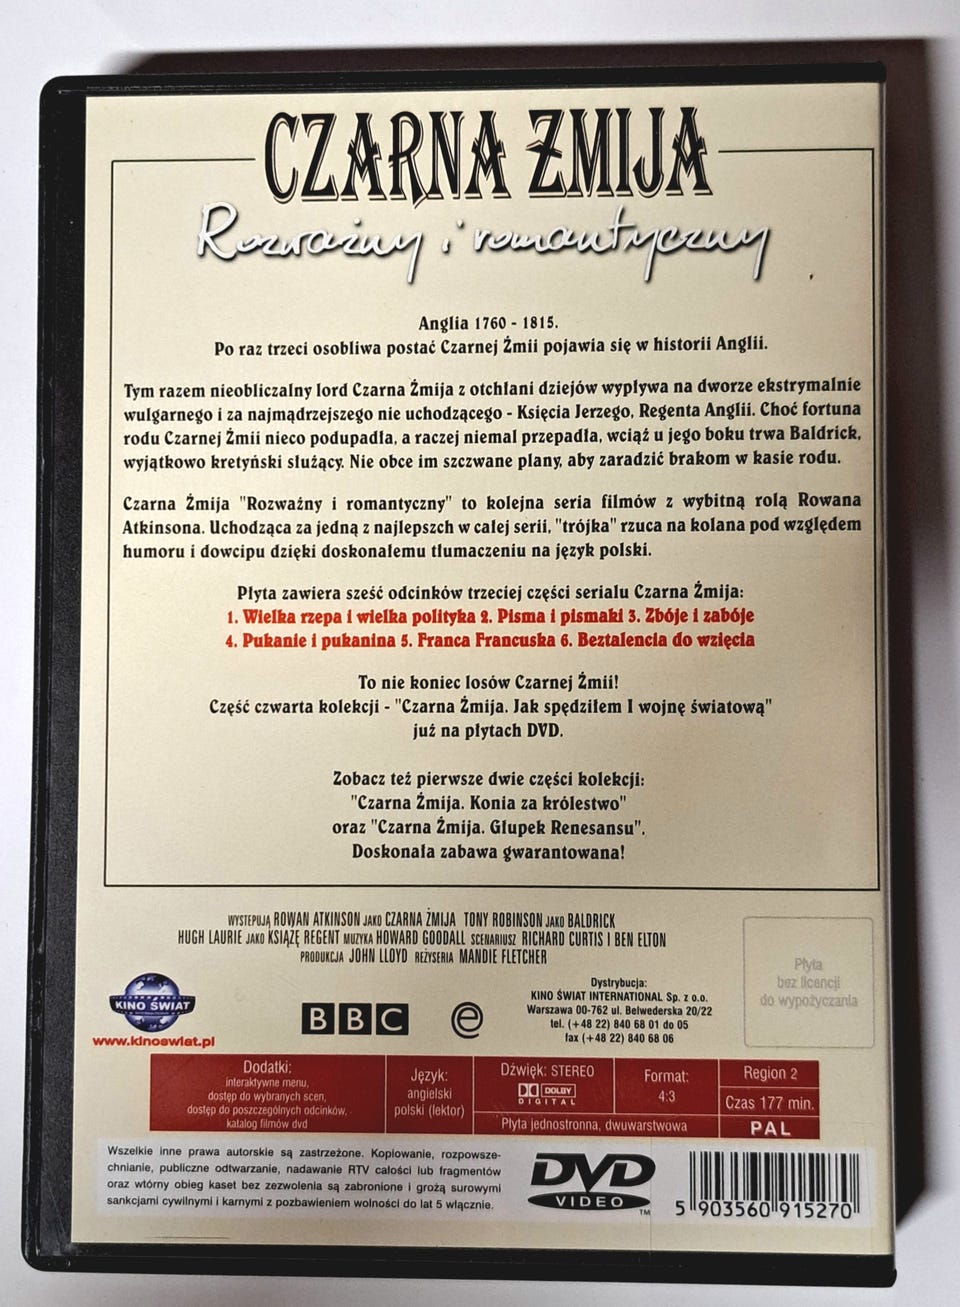 CZARNA ŻMIJA
Rozważny i romantyczny
Anglia 1760 - 1815.
Po raz trzeci osobliwa postać Czarnej Żmii pojawia się w historii Anglii.
Tym razem nieobliczalny lord Czarna Żmija z otchłani dziejów wypływa na dworze ekstrymalnie
wulgarnego i za najmądrzejszego nie uchodzącego - Księcia Jerzego, Regenta Anglii. Choć fortuna
rodu Czarnej Żmii nieco podupadła, a raczej niemal przepadła, wciąż u jego boku trwa Baldrick,
wyjątkowo kretyński służący. Nie obce im szczwane plany, aby zaradzić brakom w kasie rodu.
Czarna Żmija "Rozważny i romantyczny" to kolejna seria filmów z wybitną rolą Rowana
Atkinsona. Uchodząca za jedną z najlepszch w całej serii, "trójka" rzuca na kolana pod względem
humoru i dowcipu dzięki doskonałemu tłumaczeniu na język polski.
Płyta zawiera sześć odcinków trzeciej części serialu Czarna Żmija:
1. Wielka rzepa i wielka polityka 2. Pisma i pismaki 3. Zbóje i zabóje
4. Pukanie i pukanina 5. Franca Francuska 6. Beztalencia do wzięcia
To nie koniec losów Czarnej Żmii!
Część czwarta kolekcji - "Czarna Żmija. Jak spędziłem I wojnę światową"
już na płytach DVD.
Zobacz też pierwsze dwie części kolekcji:
"Czarna Żmija. Konia za królestwo"
oraz "Czarna Żmija. Głupek Renesansu".
Doskonała zabawa gwarantowana!
WYSTEPUJĄ ROWAN ATKINSON JAKO CZARNA ŻMIJA TONY ROBINSON JAKO BALDRICK
HUGH LAURIE JAKO KSIĄZĘ REGENT MUZYKA HOWARD GOODALL SCENARIUSZ RICHARD CURTIS I BEN ELTON
PRODUKCJA JOHN LLOYD REŻYSERIA MANDIE FLETCHER
Płyta
bez licencji
do wypożyczania
KINO ŚWIAT
www.kinoswiat.pl
BBC
e
Dystrybucja:
KINO ŚWIAT INTERNATIONAL Sp. z o.o.
Warszawa 00-762 ul. Belwederska 20/22
tel. (+48 22) 840 68 01 do 05
fax (+48 22) 840 68 06
Dodatki:
interaktywne menu,
dostęp do wybranych scen,
dostęp do poszczególnych odcinków,
katalog filmów dvd
Język:
angielski
polski (lektor)
Dźwięk: STEREO
DOLBY
DIGITAL
Format:
4:3
Płyta jednostronna, dwuwarstwowa
Region 2
Czas 177 min.
PAL
Wszelkie inne prawa autorskie są zastrzeżone. Kopiowanie, rozpowsze-
chnianie, publiczne odtwarzanie, nadawanie RTV całości lub fragmentów
oraz wtórny obieg kaset bez zezwolenia są zabronione i grożą surowymi
sankcjami cywilnymi i karnymi z pozbawieniem wolności do lat 5 włącznie.
DVD
VIDEO
TM
5 903560 915270